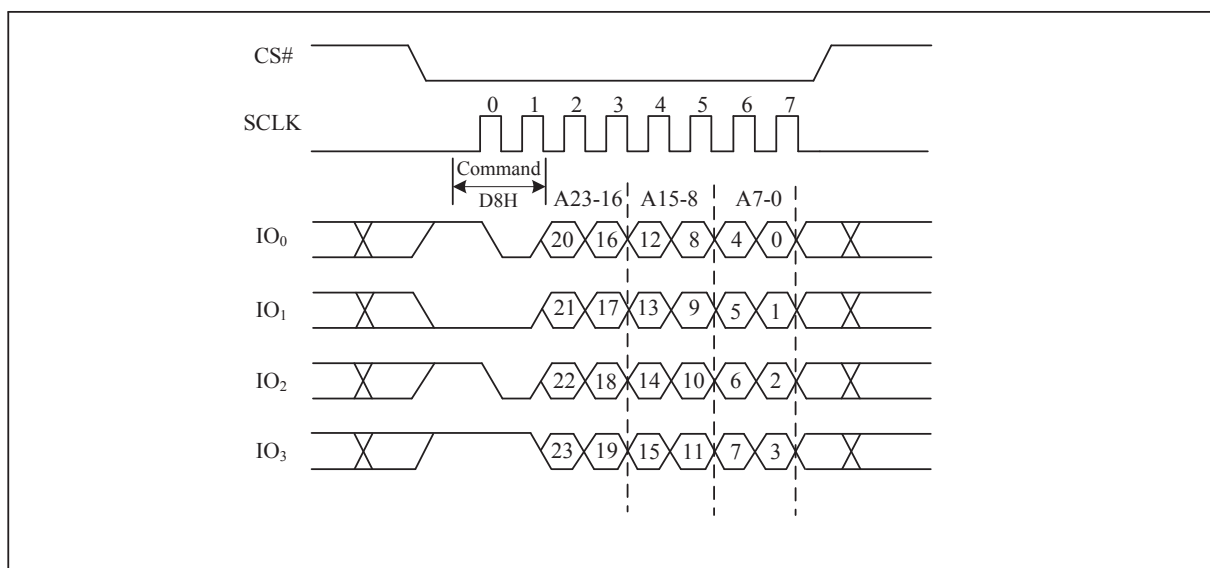 CS#
0 1 2 3 4 5 6 7
SCLK
Command
D8H
A23-16 A15-8 A7-0
IO₀ 20 16 12 8 4 0
IO₁ 21 17 13 9 5 1
IO₂ 22 18 14 10 6 2
IO₃ 23 19 15 11 7 3